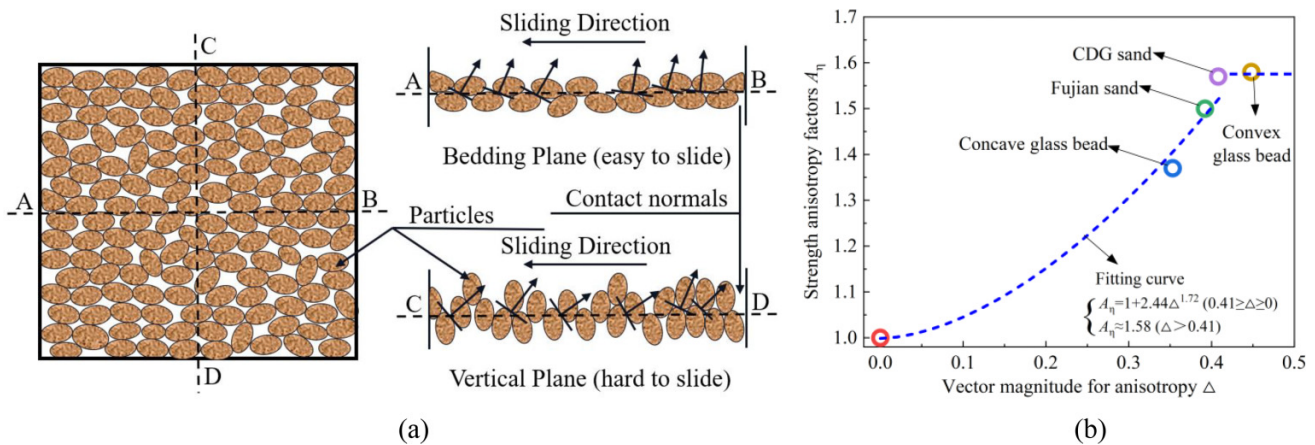 C
A
B
D
Sliding Direction
A
B
Bedding Plane (easy to slide)
Particles
Contact normals
Sliding Direction
C
D
Vertical Plane (hard to slide)
(a)
Strength anisotropy factors Aη
1.7
1.6
1.5
1.4
1.3
1.2
1.1
1.0
CDG sand
Fujian sand
Concave glass bead
Convex
glass bead
Fitting curve
Aη=1+2.44△^1.72 (0.41≥△≥0)
Aη≈1.58 (△＞0.41)
0.0 0.1 0.2 0.3 0.4 0.5
Vector magnitude for anisotropy △
(b)